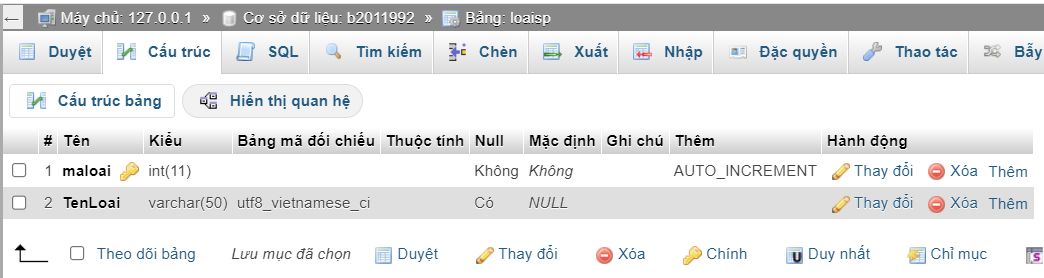 ← Máy chủ: 127.0.0.1 » Cơ sở dữ liệu: b2011992 » Bảng: loaisp
Duyệt Cấu trúc SQL Tìm kiếm Chèn Xuất Nhập Đặc quyền Thao tác Bẫy
Cấu trúc bảng Hiển thị quan hệ
# Tên Kiểu Bảng mã đối chiếu Thuộc tính Null Mặc định Ghi chú Thêm Hành động
1 maloai int(11) Không Không AUTO_INCREMENT Thay đổi Xóa Thêm
2 TenLoai varchar(50) utf8_vietnamese_ci Có NULL Thay đổi Xóa Thêm
Theo dõi bảng Lưu mục đã chọn Duyệt Thay đổi Xóa Chính Duy nhất Chỉ mục